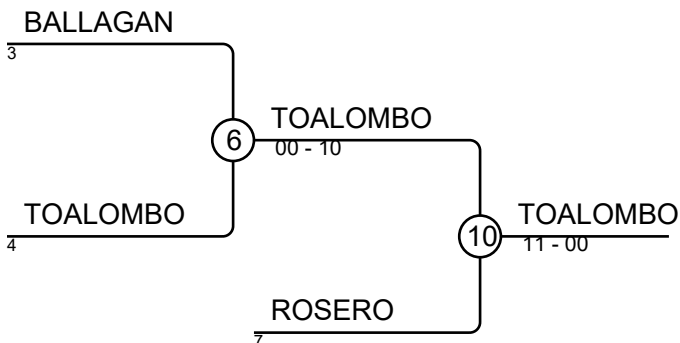 BALLAGAN
3
6
TOALOMBO
00 - 10
TOALOMBO
4
10
TOALOMBO
11 - 00
ROSERO
7